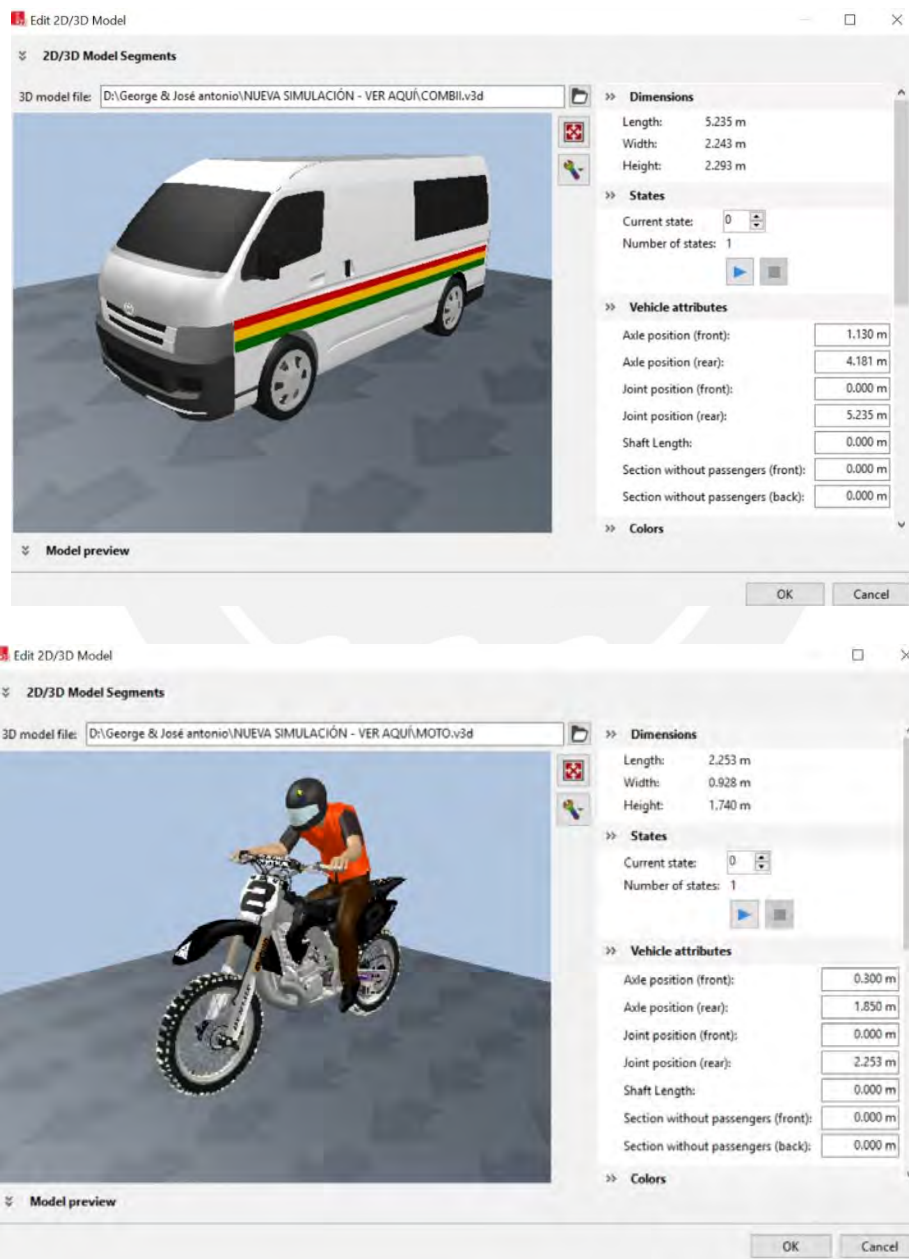 Edit 2D/3D Model
2D/3D Model Segments
3D model file: D:\George & José antonio\NUEVA SIMULACIÓN - VER AQUÍ\COMBII.v3d
Dimensions
Length: 5.235 m
Width: 2.243 m
Height: 2.293 m
States
Current state: 0
Number of states: 1
Vehicle attributes
Axle position (front): 1.130 m
Axle position (rear): 4.181 m
Joint position (front): 0.000 m
Joint position (rear): 5.235 m
Shaft Length: 0.000 m
Section without passengers (front): 0.000 m
Section without passengers (back): 0.000 m
Colors
Model preview
OK Cancel
Edit 2D/3D Model
2D/3D Model Segments
3D model file: D:\George & José antonio\NUEVA SIMULACIÓN - VER AQUÍ\MOTO.v3d
Dimensions
Length: 2.253 m
Width: 0.928 m
Height: 1.740 m
States
Current state: 0
Number of states: 1
Vehicle attributes
Axle position (front): 0.300 m
Axle position (rear): 1.850 m
Joint position (front): 0.000 m
Joint position (rear): 2.253 m
Shaft Length: 0.000 m
Section without passengers (front): 0.000 m
Section without passengers (back): 0.000 m
Colors
2
Model preview
OK Cancel